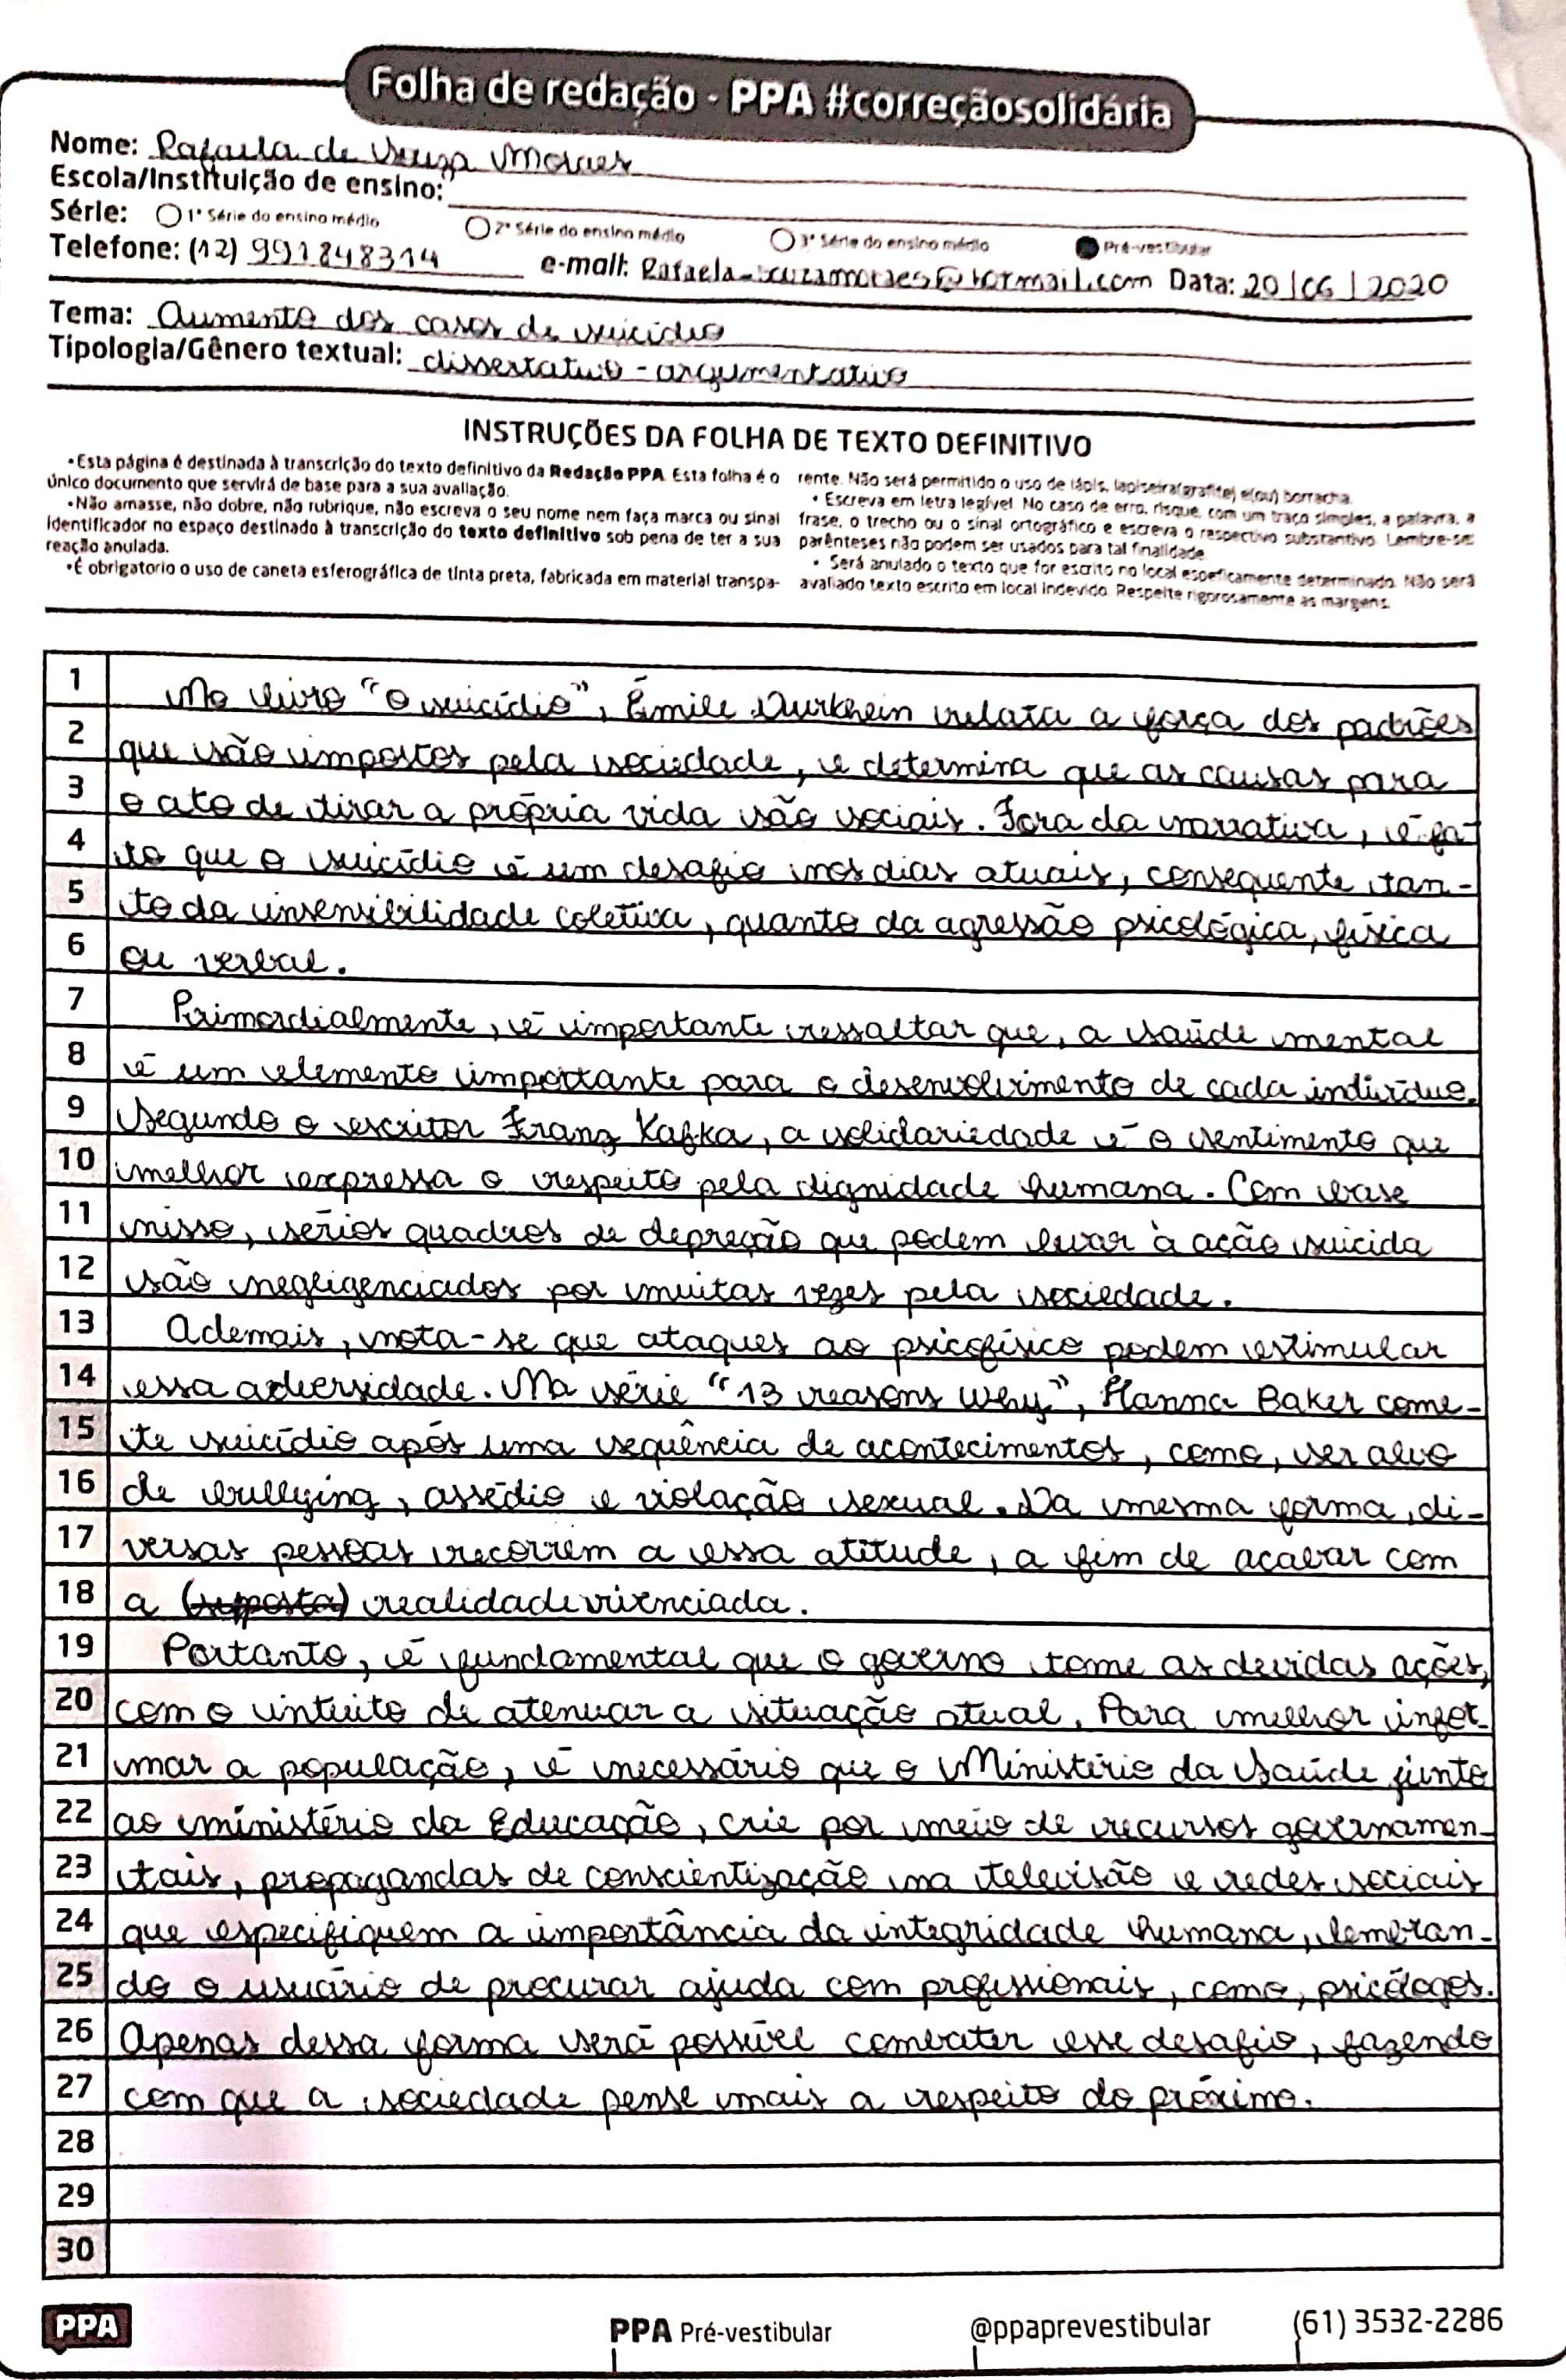 Folha de redação - PPA #correçãosolidária
Nome: Rafaela de Souza Moraes
Escola/Instituição de ensino:
Série: 1ª Série do ensino médio 2ª Série do ensino médio 3ª Série do ensino médio Pré-vestibular
Telefone: (12) 991848314 e-mail: Data: 20/06/2020
Tema: Aumento dos casos de suicídio
Tipologia/Gênero textual: dissertativo-argumentativo
INSTRUÇÕES DA FOLHA DE TEXTO DEFINITIVO
•Esta página é destinada à transcrição do texto definitivo da Redação PPA. Esta folha é o
único documento que servirá de base para a sua avaliação.
•Não amasse, não dobre, não rubrique, não escreva o seu nome nem faça marca ou sinal
identificador no espaço destinado à transcrição do texto definitivo sob pena de ter a sua
reação anulada.
•É obrigatorio o uso de caneta esferográfica de tinta preta, fabricada em material transpa-
rente. Não será permitido o uso de lápis, lapiseira(grafite) e(ou) borracha.
• Escreva em letra legível. No caso de erro, risque, com um traço simples, a palavra, a
frase, o trecho ou o sinal ortográfico e escreva o respectivo substantivo. Lembre-se:
parênteses não podem ser usados para tal finalidade.
• Será anulado o texto que for escrito no local espeficamente determinado. Não será
avaliado texto escrito em local indevido. Respeite rigorosamente as margens.
1 No livro “O suicídio”, Émile Durkhein relata a força dos padrões
2 que são impostos pela sociedade, e determina que as causas para
3 o ato de tirar a própria vida são sociais. Fora da narrativa, é fa-
4 to que o suicídio é um desafio nos dias atuais, consequente tan-
5 to da insensibilidade coletiva, quanto da agressão psicológica, física
6 ou verbal.
7 Primordialmente, é importante ressaltar que, a saúde mental
8 é um elemento importante para o desenvolvimento de cada indivíduo.
9 Segundo o escritor Franz Kafka, a solidariedade é o sentimento que
10 melhor expressa o respeito pela dignidade humana. Com base
11 nisso, sérios quadros de depreção que podem levar à ação suicida
12 são negligenciados por muitas vezes pela sociedade.
13 Ademais, nota-se que ataques ao psicofísico podem estimular
14 essa adversidade. Na série “13 reasons why”, Hanna Baker come-
15 te suicídio após uma sequência de acontecimentos, como, ser alvo
16 de bullying, assédio e violação sexual. Da mesma forma, di-
17 versas pessoas recorrem a essa atitude, a fim de acabar com
18 a (suposta) realidade vivenciada.
19 Portanto, é fundamental que o governo tome as devidas ações,
20 com o intuito de atenuar a situação atual. Para melhor infor-
21 mar a população, é necessário que o Ministério da Saúde junto
22 ao ministério da Educação, crie por meio de recursos governamen-
23 tais, propagandas de conscientização na televisão e redes sociais
24 que especifiquem a importância da integridade humana, lembran-
25 do o usuário de procurar ajuda com profissionais, como, psicólogos.
26 Apenas dessa forma será possível combater esse desafio, fazendo
27 com que a sociedade pense mais a respeito do próximo.
28
29
30
PPA PPA Pré-vestibular @ppaprevestibular (61) 3532-2286